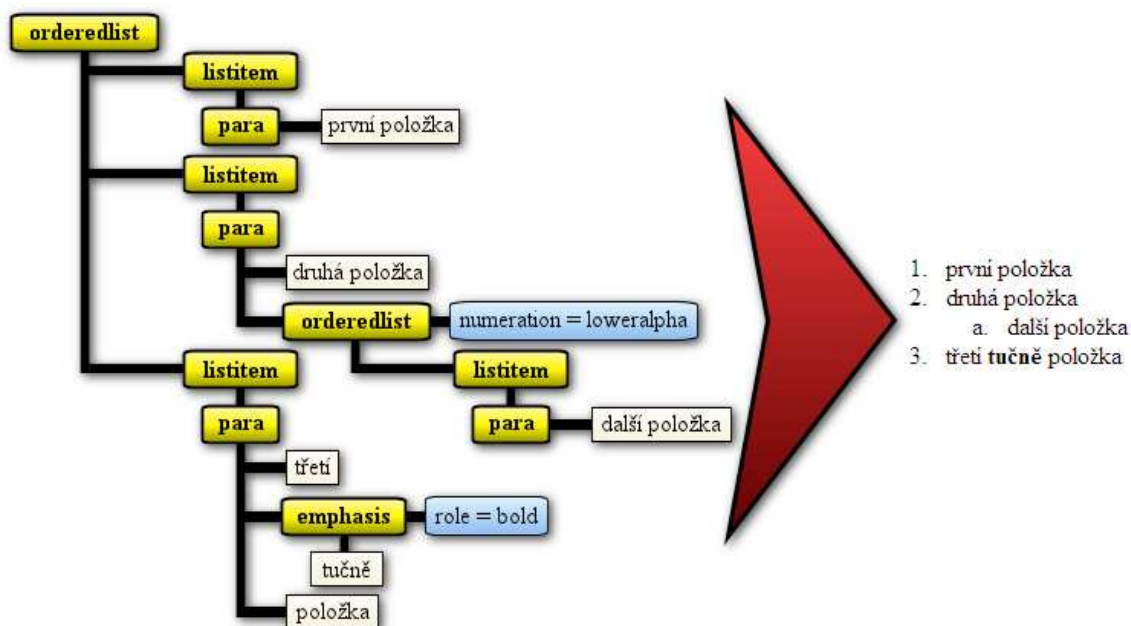 orderedlist
listitem
para
první položka
listitem
para
druhá položka
orderedlist
numeration = loweralpha
listitem
para
další položka
listitem
para
třetí
emphasis
role = bold
tučně
položka
1. první položka
2. druhá položka
a. další položka
3. třetí tučně položka